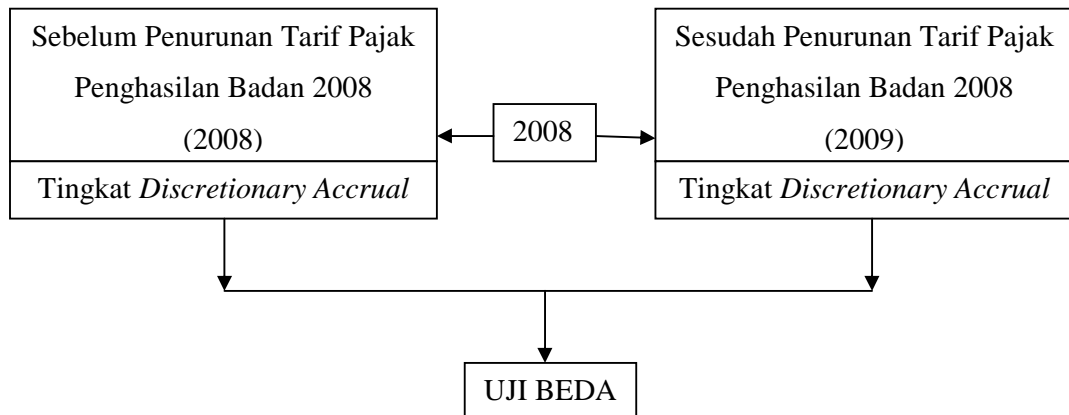 Sebelum Penurunan Tarif Pajak
Penghasilan Badan 2008
(2008)
Tingkat Discretionary Accrual
2008
Sesudah Penurunan Tarif Pajak
Penghasilan Badan 2008
(2009)
Tingkat Discretionary Accrual
UJI BEDA